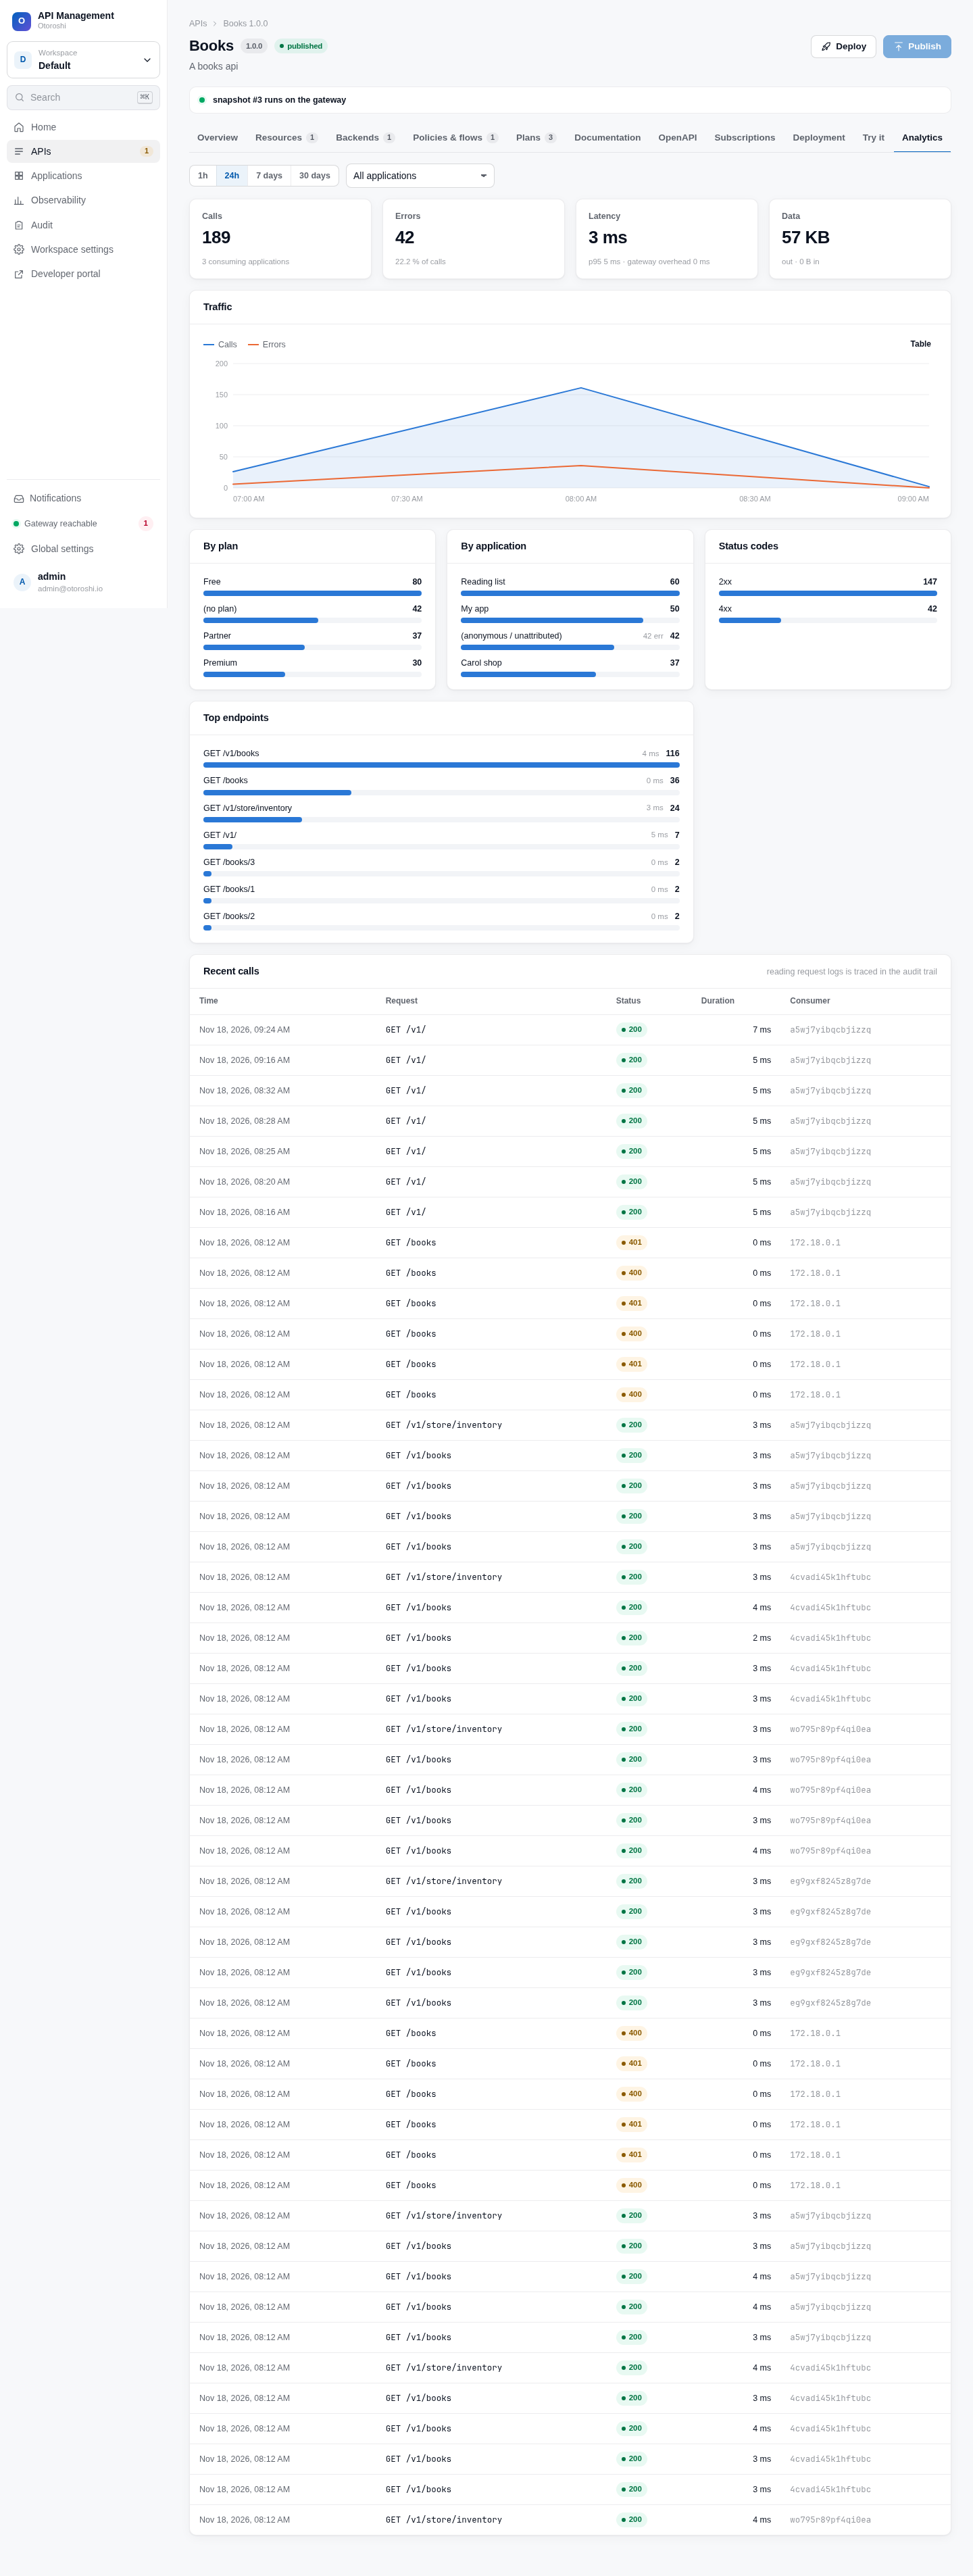 O
API Management
Otoroshi
D
Workspace
Default
Search
⌘K
Home
APIs 1
Applications
Observability
Audit
Workspace settings
Developer portal
Notifications
Gateway reachable 1
Global settings
A
admin
admin@otoroshi.io
APIs > Books 1.0.0
Books 1.0.0 published
Deploy Publish
A books api
snapshot #3 runs on the gateway
Overview Resources 1 Backends 1 Policies & flows 1 Plans 3 Documentation OpenAPI Subscriptions Deployment Try it Analytics
1h 24h 7 days 30 days All applications
Calls
189
3 consuming applications
Errors
42
22.2 % of calls
Latency
3 ms
p95 5 ms · gateway overhead 0 ms
Data
57 KB
out · 0 B in
Traffic
Calls Errors Table
200
150
100
50
0
07:00 AM 07:30 AM 08:00 AM 08:30 AM 09:00 AM
By plan
Free 80
(no plan) 42
Partner 37
Premium 30
By application
Reading list 60
My app 50
(anonymous / unattributed) 42 err 42
Carol shop 37
Status codes
2xx 147
4xx 42
Top endpoints
GET /v1/books 4 ms 116
GET /books 0 ms 36
GET /v1/store/inventory 3 ms 24
GET /v1/ 5 ms 7
GET /books/3 0 ms 2
GET /books/1 0 ms 2
GET /books/2 0 ms 2
Recent calls reading request logs is traced in the audit trail
Time Request Status Duration Consumer
Nov 18, 2026, 09:24 AM GET /v1/ 200 7 ms a5wj7yibqcbjizzq
Nov 18, 2026, 09:16 AM GET /v1/ 200 5 ms a5wj7yibqcbjizzq
Nov 18, 2026, 08:32 AM GET /v1/ 200 5 ms a5wj7yibqcbjizzq
Nov 18, 2026, 08:28 AM GET /v1/ 200 5 ms a5wj7yibqcbjizzq
Nov 18, 2026, 08:25 AM GET /v1/ 200 5 ms a5wj7yibqcbjizzq
Nov 18, 2026, 08:20 AM GET /v1/ 200 5 ms a5wj7yibqcbjizzq
Nov 18, 2026, 08:16 AM GET /v1/ 200 5 ms a5wj7yibqcbjizzq
Nov 18, 2026, 08:12 AM GET /books 401 0 ms 172.18.0.1
Nov 18, 2026, 08:12 AM GET /books 400 0 ms 172.18.0.1
Nov 18, 2026, 08:12 AM GET /books 401 0 ms 172.18.0.1
Nov 18, 2026, 08:12 AM GET /books 400 0 ms 172.18.0.1
Nov 18, 2026, 08:12 AM GET /books 401 0 ms 172.18.0.1
Nov 18, 2026, 08:12 AM GET /books 400 0 ms 172.18.0.1
Nov 18, 2026, 08:12 AM GET /v1/store/inventory 200 3 ms a5wj7yibqcbjizzq
Nov 18, 2026, 08:12 AM GET /v1/books 200 3 ms a5wj7yibqcbjizzq
Nov 18, 2026, 08:12 AM GET /v1/books 200 3 ms a5wj7yibqcbjizzq
Nov 18, 2026, 08:12 AM GET /v1/books 200 3 ms a5wj7yibqcbjizzq
Nov 18, 2026, 08:12 AM GET /v1/books 200 3 ms a5wj7yibqcbjizzq
Nov 18, 2026, 08:12 AM GET /v1/store/inventory 200 3 ms 4cvadi45k1hftubc
Nov 18, 2026, 08:12 AM GET /v1/books 200 4 ms 4cvadi45k1hftubc
Nov 18, 2026, 08:12 AM GET /v1/books 200 2 ms 4cvadi45k1hftubc
Nov 18, 2026, 08:12 AM GET /v1/books 200 3 ms 4cvadi45k1hftubc
Nov 18, 2026, 08:12 AM GET /v1/books 200 3 ms 4cvadi45k1hftubc
Nov 18, 2026, 08:12 AM GET /v1/store/inventory 200 3 ms wo795r89pf4qi0ea
Nov 18, 2026, 08:12 AM GET /v1/books 200 3 ms wo795r89pf4qi0ea
Nov 18, 2026, 08:12 AM GET /v1/books 200 4 ms wo795r89pf4qi0ea
Nov 18, 2026, 08:12 AM GET /v1/books 200 3 ms wo795r89pf4qi0ea
Nov 18, 2026, 08:12 AM GET /v1/books 200 4 ms wo795r89pf4qi0ea
Nov 18, 2026, 08:12 AM GET /v1/store/inventory 200 3 ms eg9gxf8245z8g7de
Nov 18, 2026, 08:12 AM GET /v1/books 200 3 ms eg9gxf8245z8g7de
Nov 18, 2026, 08:12 AM GET /v1/books 200 3 ms eg9gxf8245z8g7de
Nov 18, 2026, 08:12 AM GET /v1/books 200 3 ms eg9gxf8245z8g7de
Nov 18, 2026, 08:12 AM GET /v1/books 200 3 ms eg9gxf8245z8g7de
Nov 18, 2026, 08:12 AM GET /books 400 0 ms 172.18.0.1
Nov 18, 2026, 08:12 AM GET /books 401 0 ms 172.18.0.1
Nov 18, 2026, 08:12 AM GET /books 400 0 ms 172.18.0.1
Nov 18, 2026, 08:12 AM GET /books 401 0 ms 172.18.0.1
Nov 18, 2026, 08:12 AM GET /books 401 0 ms 172.18.0.1
Nov 18, 2026, 08:12 AM GET /books 400 0 ms 172.18.0.1
Nov 18, 2026, 08:12 AM GET /v1/store/inventory 200 3 ms a5wj7yibqcbjizzq
Nov 18, 2026, 08:12 AM GET /v1/books 200 3 ms a5wj7yibqcbjizzq
Nov 18, 2026, 08:12 AM GET /v1/books 200 4 ms a5wj7yibqcbjizzq
Nov 18, 2026, 08:12 AM GET /v1/books 200 4 ms a5wj7yibqcbjizzq
Nov 18, 2026, 08:12 AM GET /v1/books 200 3 ms a5wj7yibqcbjizzq
Nov 18, 2026, 08:12 AM GET /v1/store/inventory 200 4 ms 4cvadi45k1hftubc
Nov 18, 2026, 08:12 AM GET /v1/books 200 3 ms 4cvadi45k1hftubc
Nov 18, 2026, 08:12 AM GET /v1/books 200 4 ms 4cvadi45k1hftubc
Nov 18, 2026, 08:12 AM GET /v1/books 200 3 ms 4cvadi45k1hftubc
Nov 18, 2026, 08:12 AM GET /v1/books 200 3 ms 4cvadi45k1hftubc
Nov 18, 2026, 08:12 AM GET /v1/store/inventory 200 4 ms wo795r89pf4qi0ea